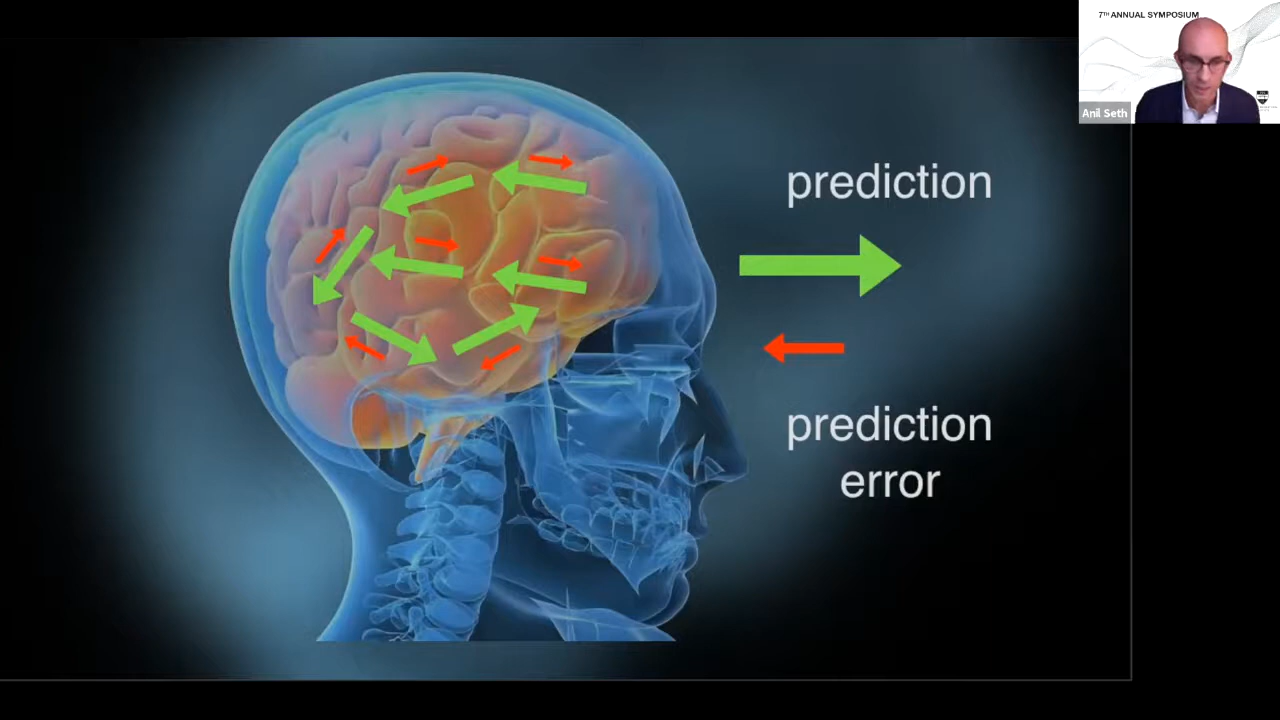 7TH ANNUAL SYMPOSIUM
Anil Seth
prediction
prediction
error